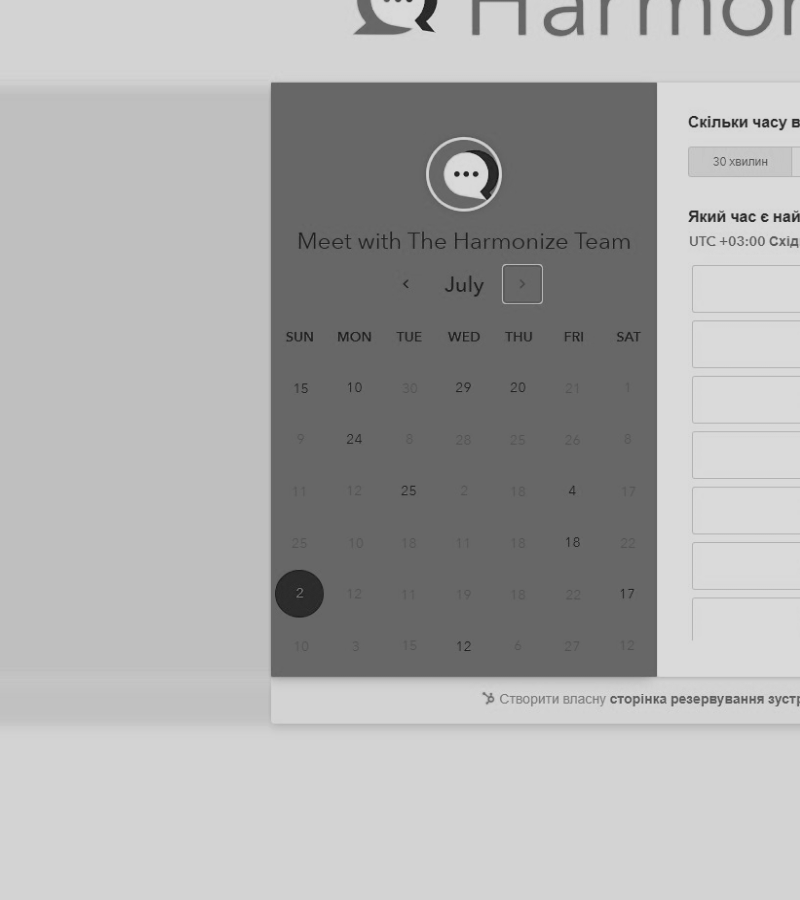 Harmon
Meet with The Harmonize Team
‹ July ›
SUN MON TUE WED THU FRI SAT
15 10 30 29 20 21 1
9 24 8 28 25 26 8
11 12 25 2 18 4 17
25 10 18 11 18 18 22
2 12 11 19 18 22 17
10 3 15 12 6 27 12
Скільки часу в
30 хвилин
Який час є най
UTC +03:00 Схід
Створити власну сторінка резервування зустр